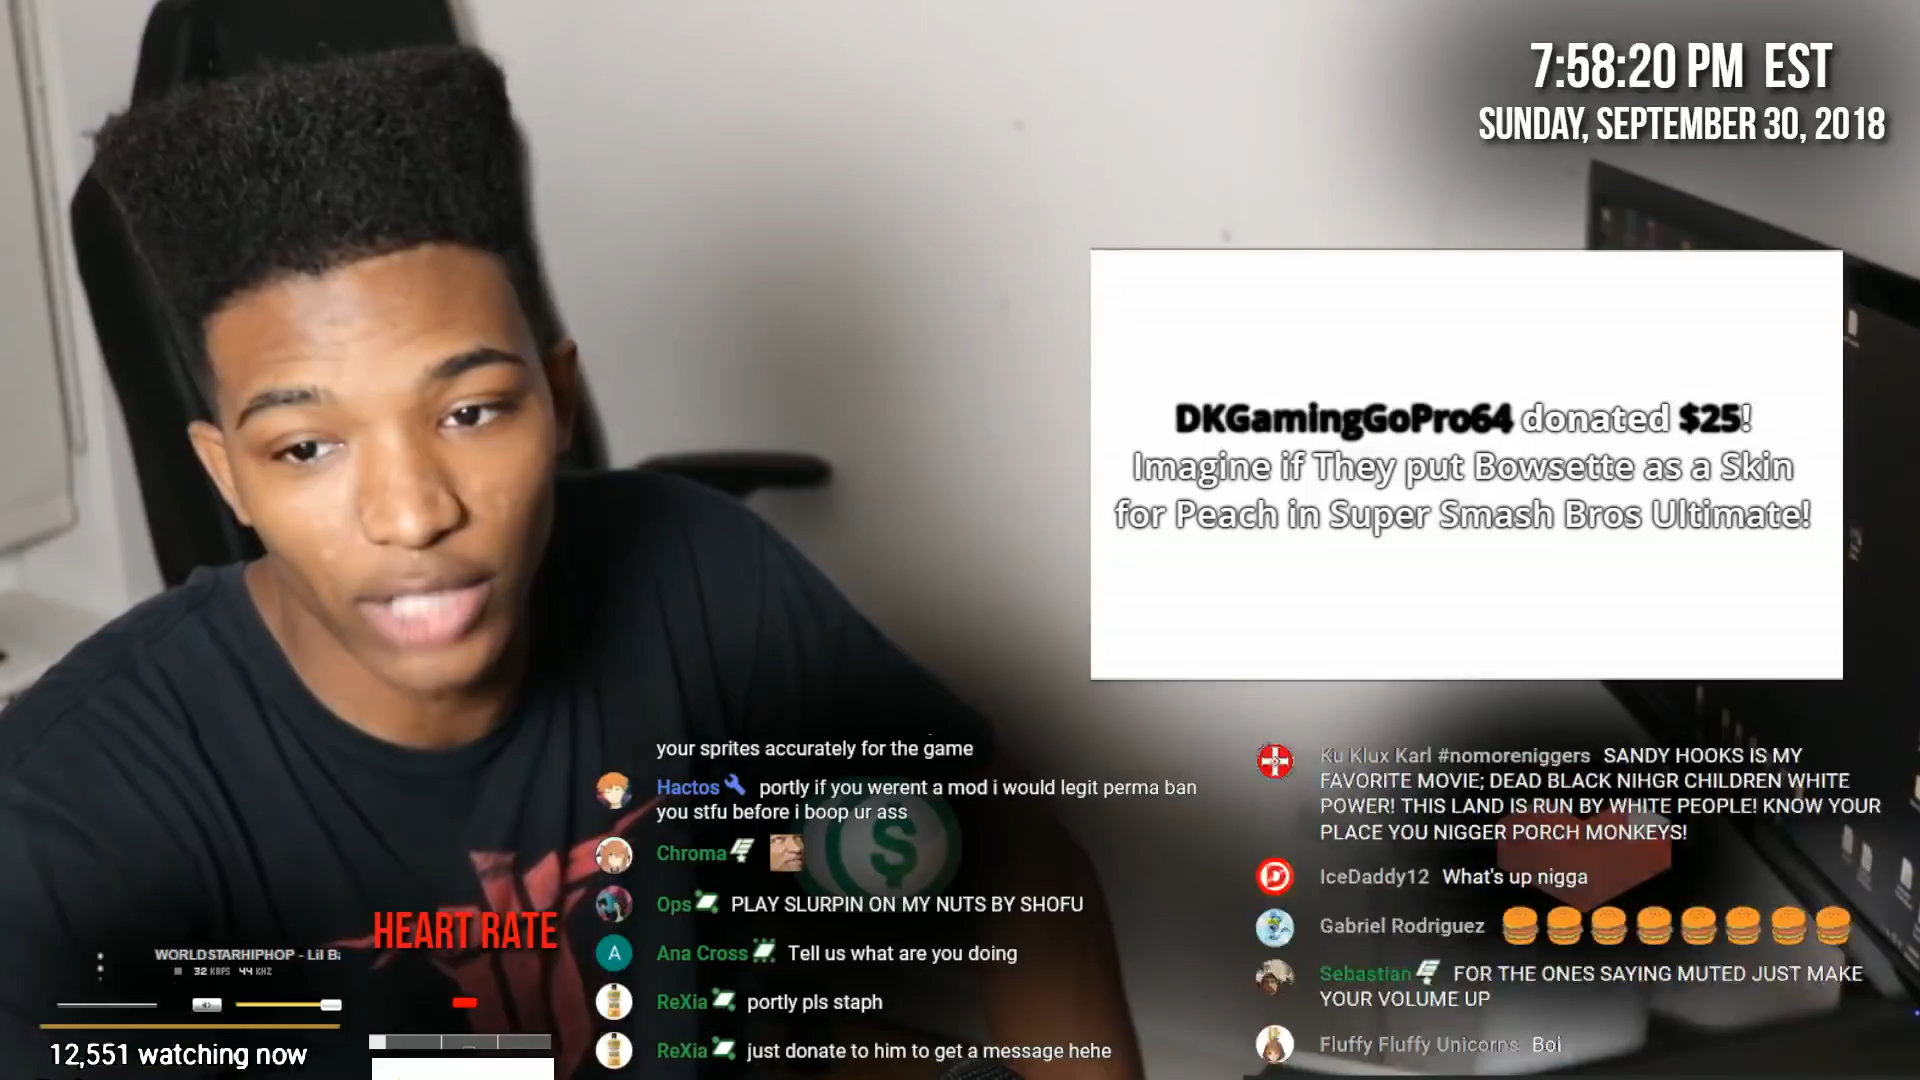 7:58:20 PM EST
SUNDAY, SEPTEMBER 30, 2018
DKGamingGoPro64 donated $25!
Imagine if They put Bowsette as a Skin
for Peach in Super Smash Bros Ultimate!
your sprites accurately for the game
Hactos portly if you werent a mod i would legit perma ban
you stfu before i boop ur ass
Chroma
Ops PLAY SLURPIN ON MY NUTS BY SHOFU
A
Ana Cross Tell us what are you doing
ReXia portly pls staph
ReXia just donate to him to get a message hehe
Ku Klux Karl #nomoreniggers SANDY HOOKS IS MY
FAVORITE MOVIE; DEAD BLACK NIHGR CHILDREN WHITE
POWER! THIS LAND IS RUN BY WHITE PEOPLE! KNOW YOUR
PLACE YOU NIGGER PORCH MONKEYS!
IceDaddy12 What's up nigga
Gabriel Rodriguez 🍔🍔🍔🍔🍔🍔🍔🍔
Sebastian FOR THE ONES SAYING MUTED JUST MAKE
YOUR VOLUME UP
Fluffy Fluffy Unicorns Boi
HEART RATE
WORLDSTARHIPHOP - Lil
32 KBPS 44 KHZ
12,551 watching now